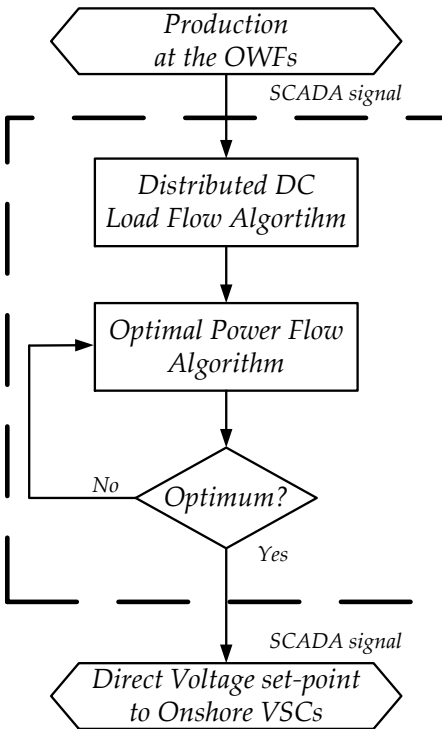 Production
at the OWFs
SCADA signal
Distributed DC
Load Flow Algortihm
Optimal Power Flow
Algorithm
No
Optimum?
Yes
SCADA signal
Direct Voltage set-point
to Onshore VSCs